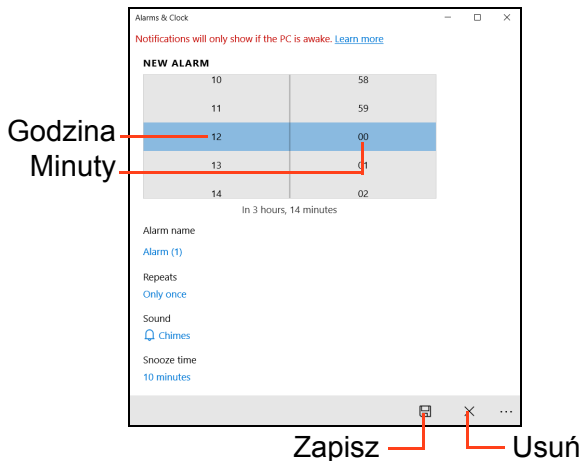 Alarms & Clock
Notifications will only show if the PC is awake. Learn more
NEW ALARM
10 58
11 59
Godzina 12 00
Minuty 13 01
14 02
In 3 hours, 14 minutes
Alarm name
Alarm (1)
Repeats
Only once
Sound
Chimes
Snooze time
10 minutes
Zapisz Usuń